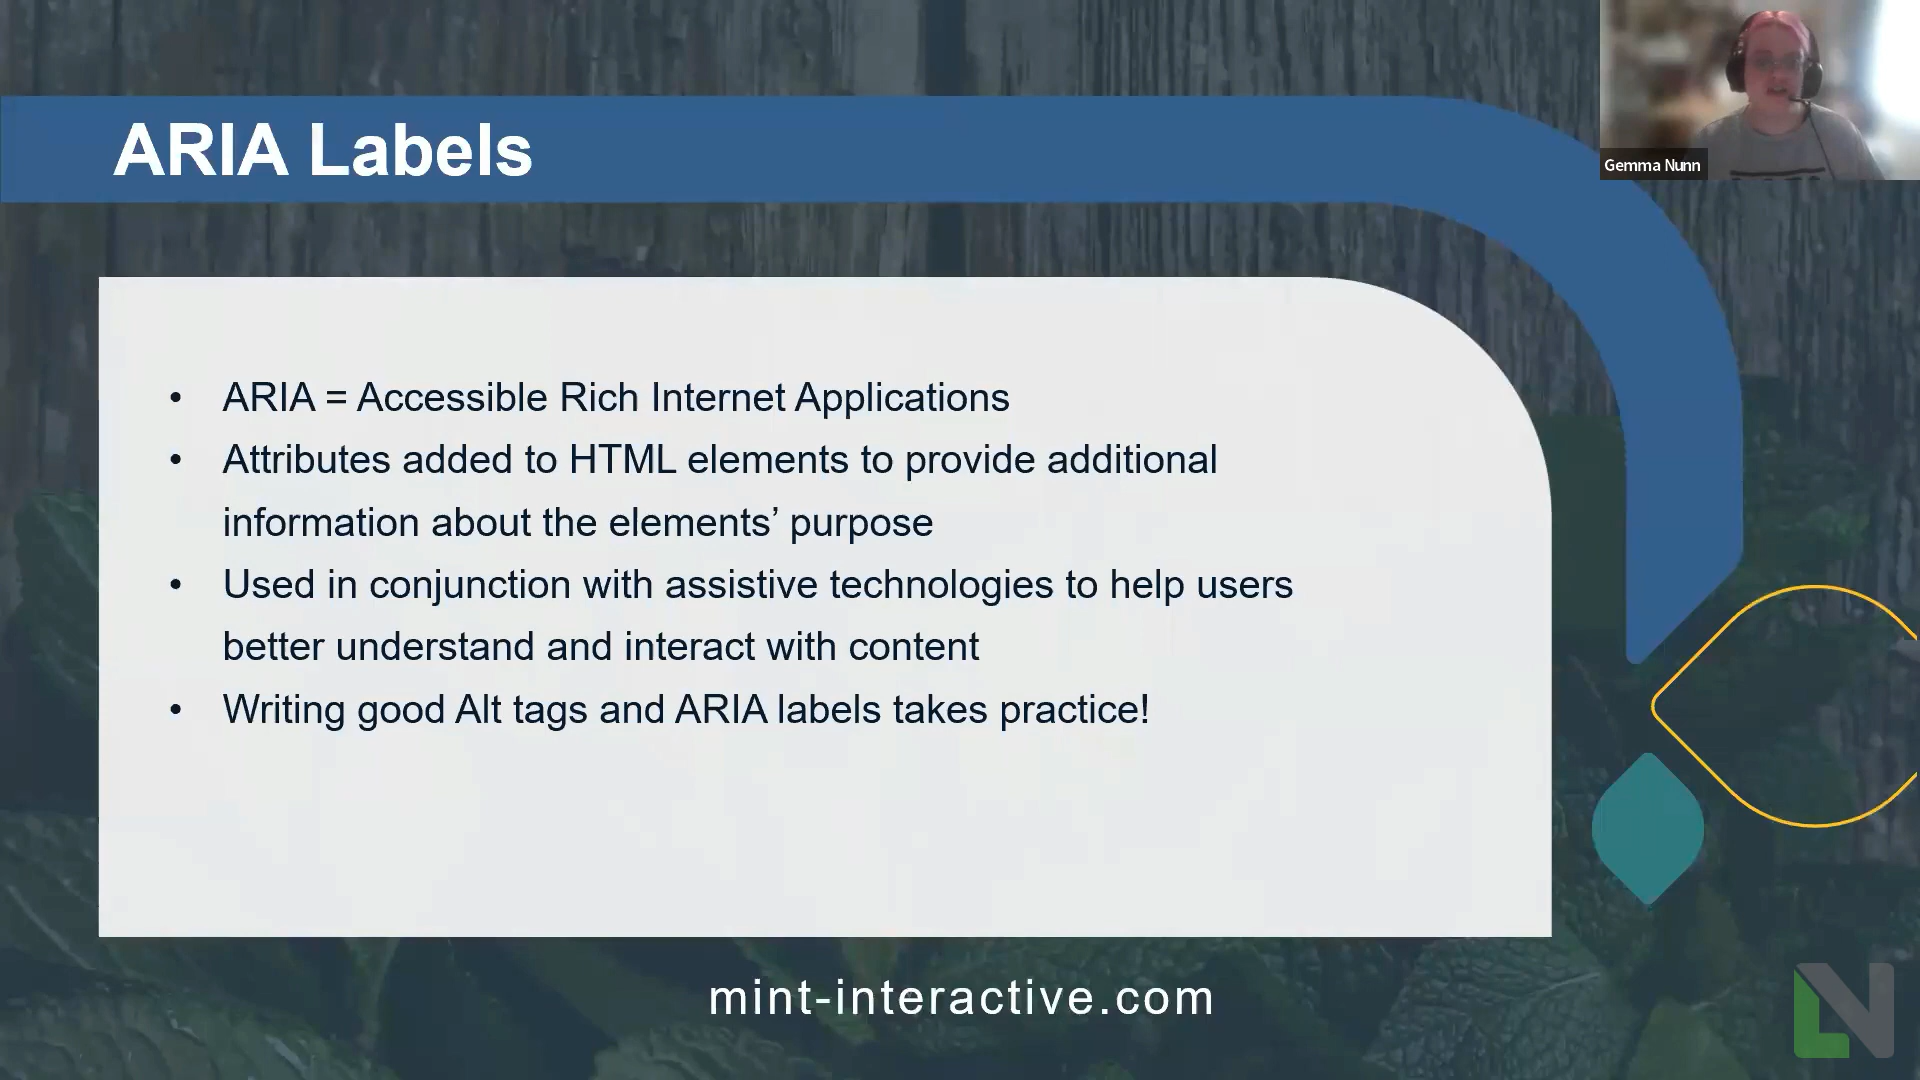 ARIA Labels
Gemma Nunn
• ARIA = Accessible Rich Internet Applications
• Attributes added to HTML elements to provide additional
information about the elements’ purpose
• Used in conjunction with assistive technologies to help users
better understand and interact with content
• Writing good Alt tags and ARIA labels takes practice!
mint-interactive.com
LN